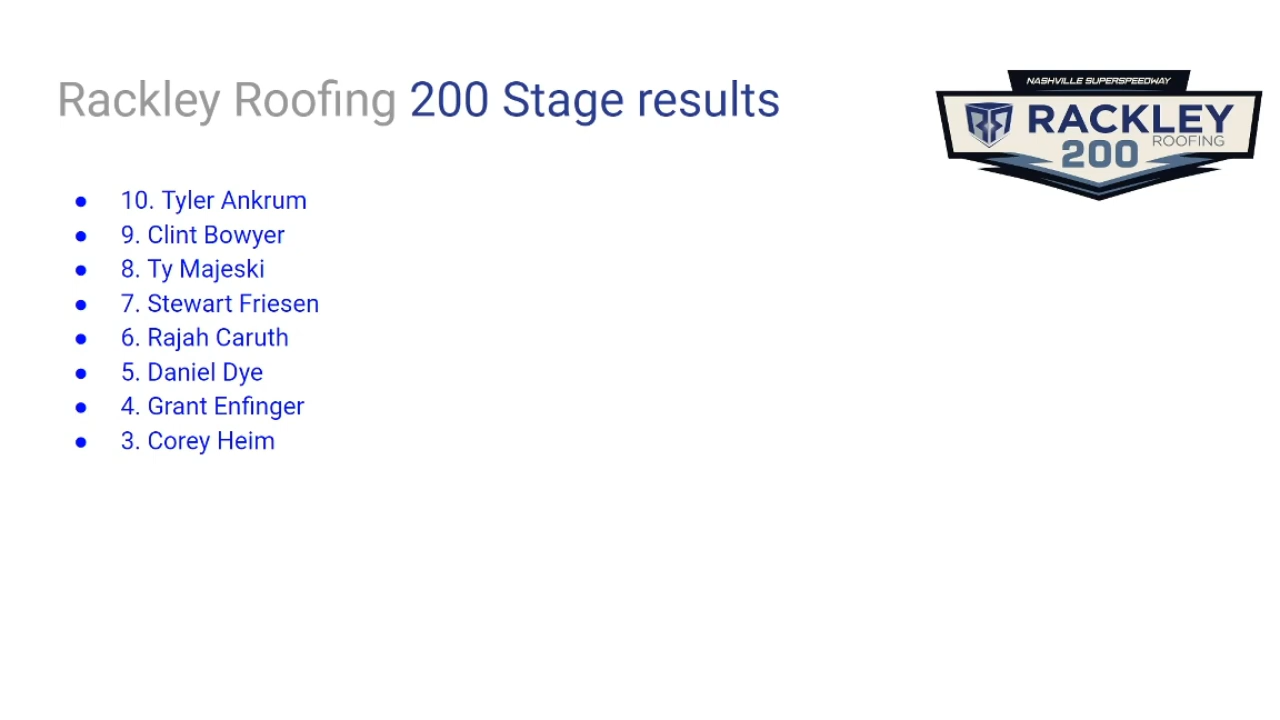 Rackley Roofing 200 Stage results
NASHVILLE SUPERSPEEDWAY
RACKLEY
ROOFING
200
● 10. Tyler Ankrum
● 9. Clint Bowyer
● 8. Ty Majeski
● 7. Stewart Friesen
● 6. Rajah Caruth
● 5. Daniel Dye
● 4. Grant Enfinger
● 3. Corey Heim